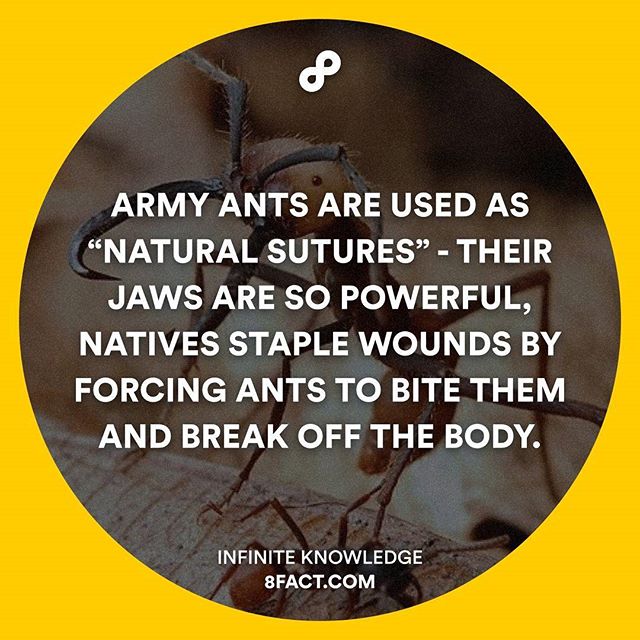 ARMY ANTS ARE USED AS
“NATURAL SUTURES” - THEIR
JAWS ARE SO POWERFUL,
NATIVES STAPLE WOUNDS BY
FORCING ANTS TO BITE THEM
AND BREAK OFF THE BODY.
INFINITE KNOWLEDGE
8FACT.COM